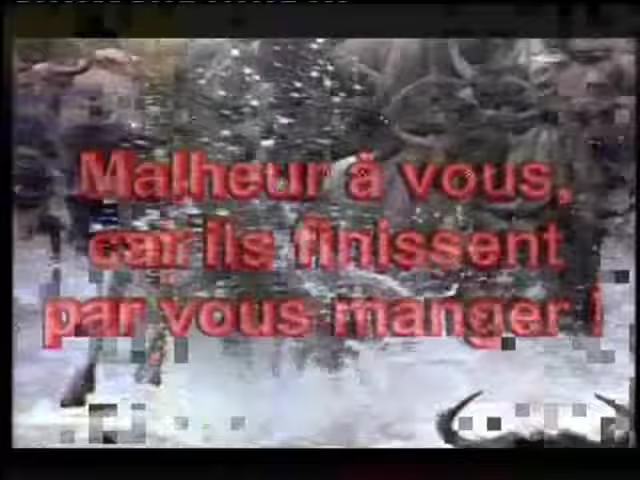 Malheur à vous,
car ils finissent
par vous manger !